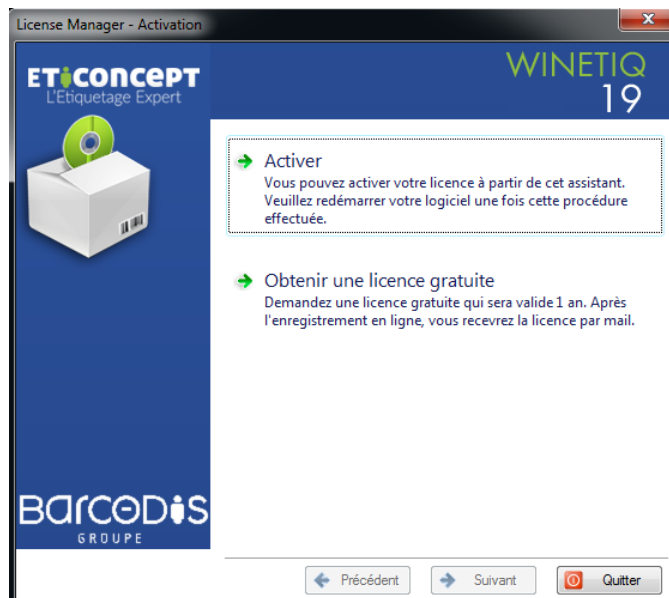 License Manager - Activation
ETiCONCEPT
L'Etiquetage Expert
WINETIQ
19
Activer
Vous pouvez activer votre licence à partir de cet assistant.
Veuillez redémarrer votre logiciel une fois cette procédure
effectuée.
Obtenir une licence gratuite
Demandez une licence gratuite qui sera valide 1 an. Après
l'enregistrement en ligne, vous recevrez la licence par mail.
BARCODiS
GROUPE
Précédent
Suivant
Quitter